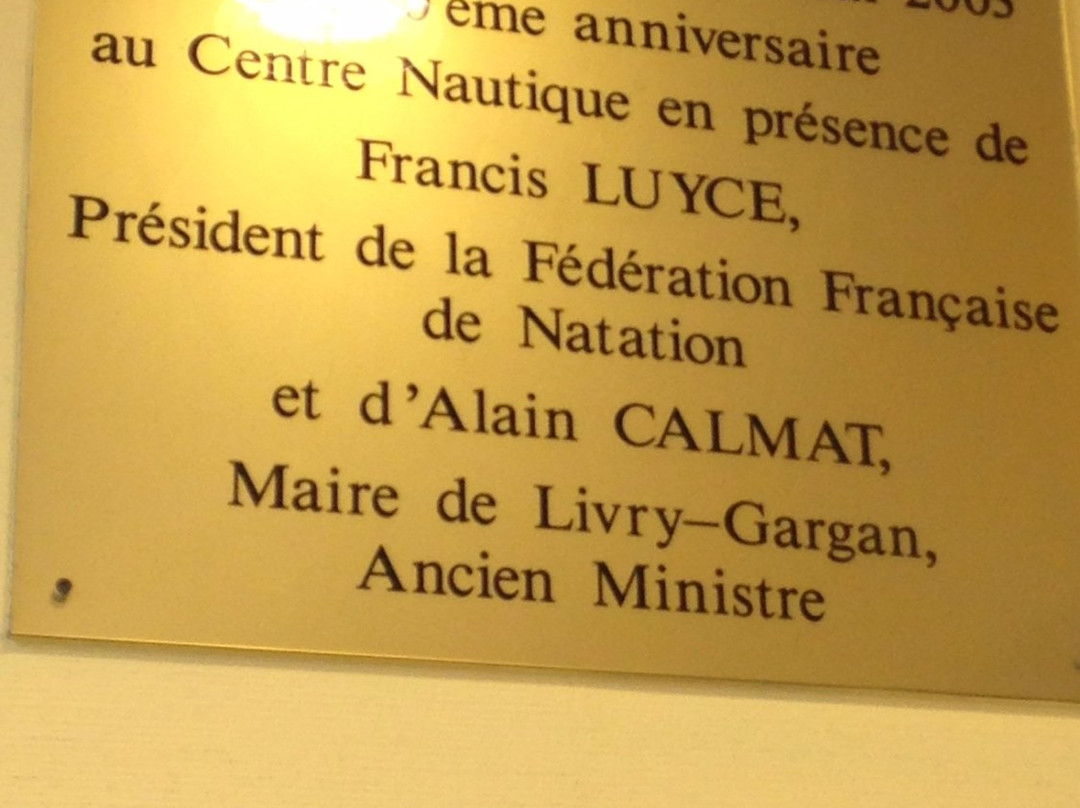 2003
ème anniversaire
au Centre Nautique en présence de
Francis LUYCE,
Président de la Fédération Française
de Natation
et d'Alain CALMAT,
Maire de Livry-Gargan,
Ancien Ministre